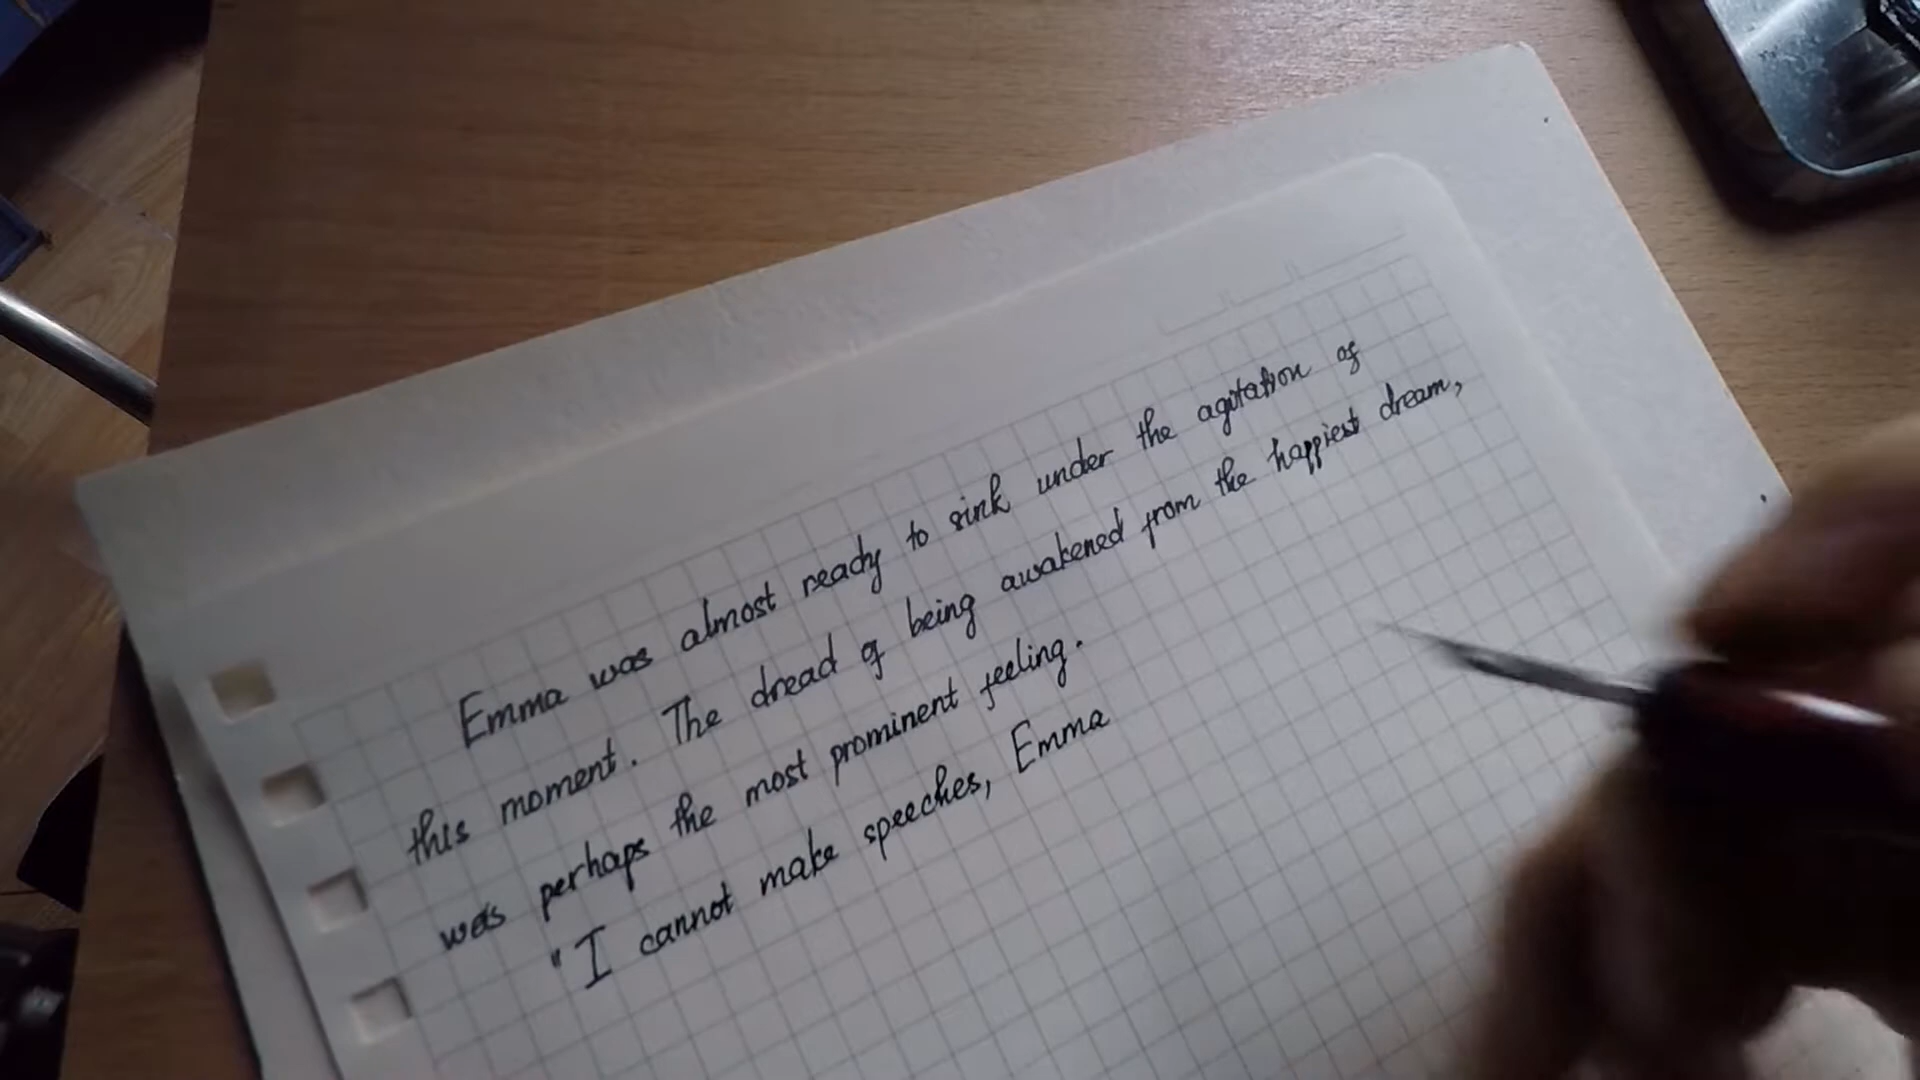 Emma was almost ready to sink under the agitation of
this moment. The dread of being awakened from the happiest dream,
was perhaps the most prominent feeling.
"I cannot make speeches, Emma